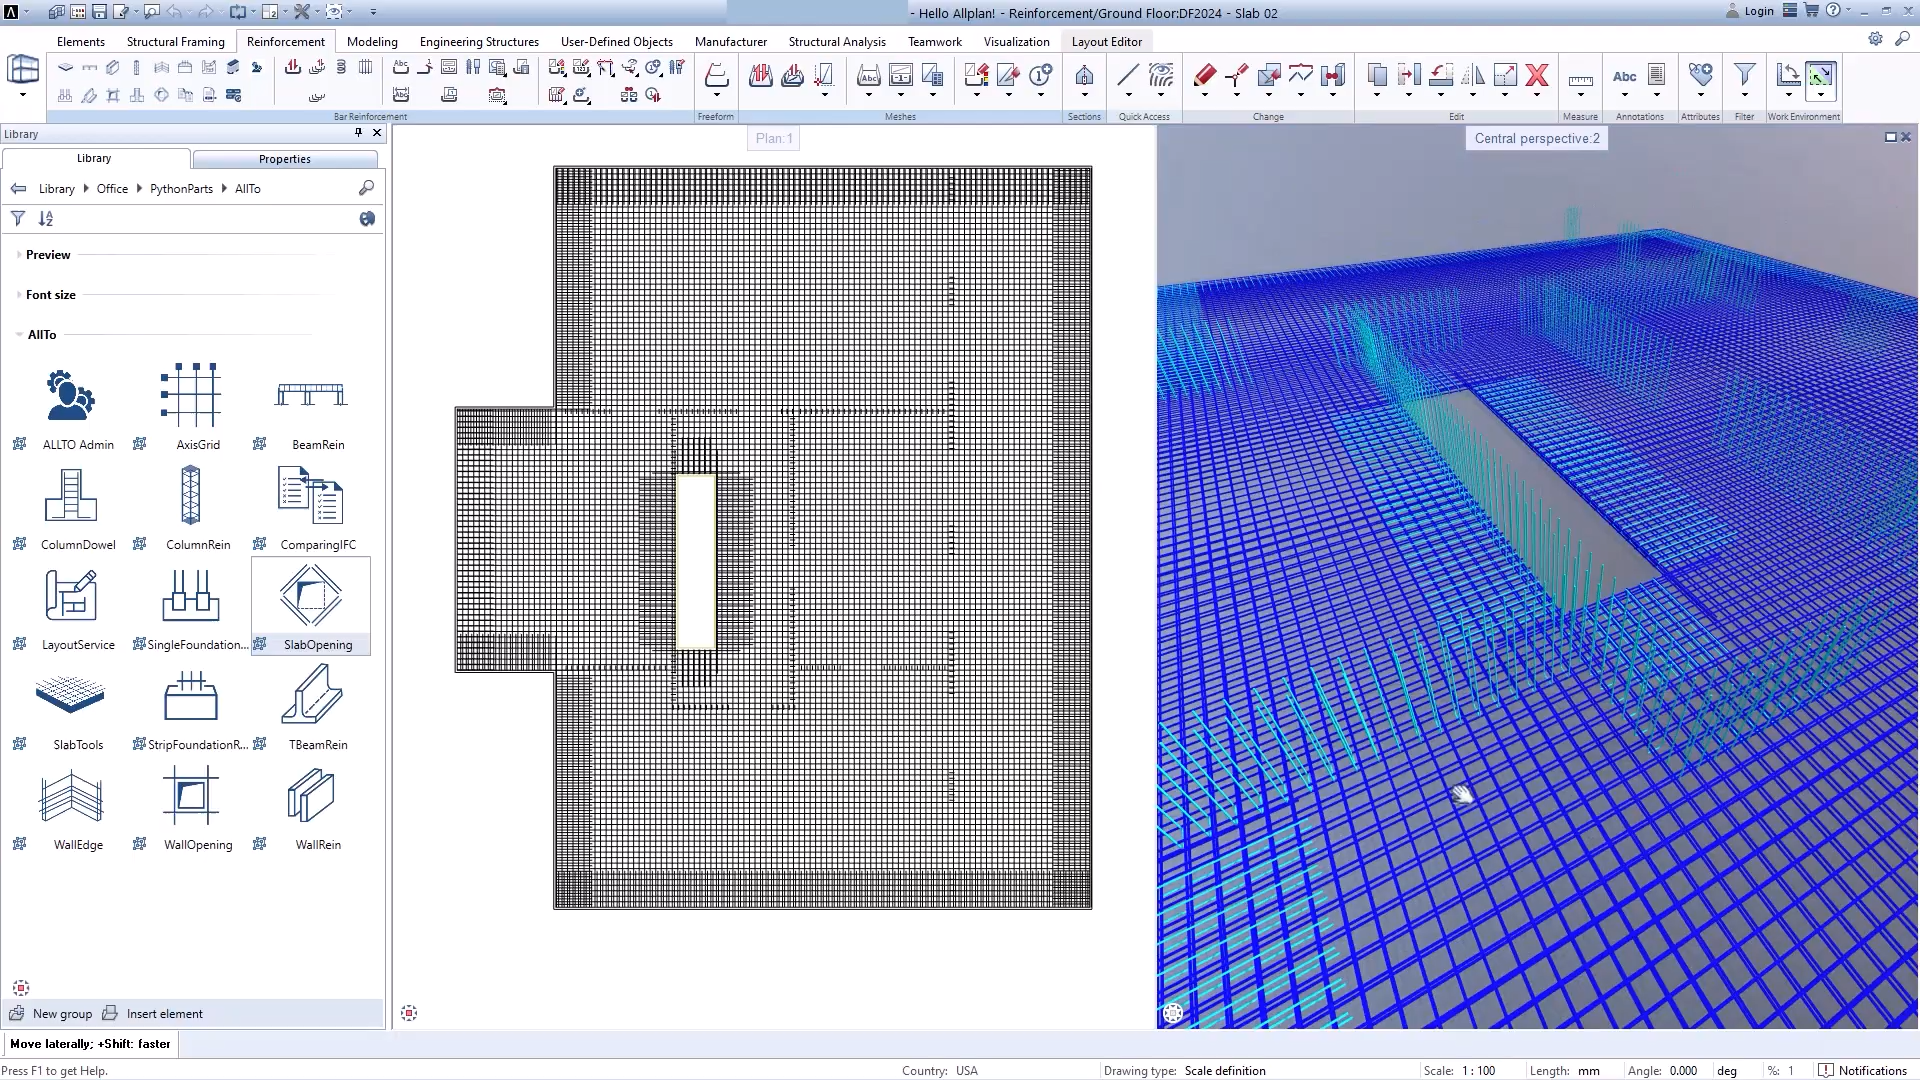 - Hello Allplan! - Reinforcement/Ground Floor:DF2024 - Slab 02
Login
Elements Structural Framing Reinforcement Modeling Engineering Structures User-Defined Objects Manufacturer Structural Analysis Teamwork Visualization Layout Editor
Bar Reinforcement Freeform Meshes Sections Quick Access Change Edit Measure Annotations Attributes Filter Work Environment
Library
Library Properties
Library Office PythonParts AllTo
Preview
Font size
AllTo
ALLTO Admin AxisGrid BeamRein
ColumnDowel ColumnRein ComparingIFC
LayoutService SingleFoundation... SlabOpening
SlabTools StripFoundationR... TBeamRein
WallEdge WallOpening WallRein
New group Insert element
Plan:1
Central perspective:2
Move laterally; +Shift: faster
Press F1 to get Help.
Country: USA Drawing type: Scale definition Scale: 1 : 100 Length: mm Angle: 0.000 deg %: 1 Notifications